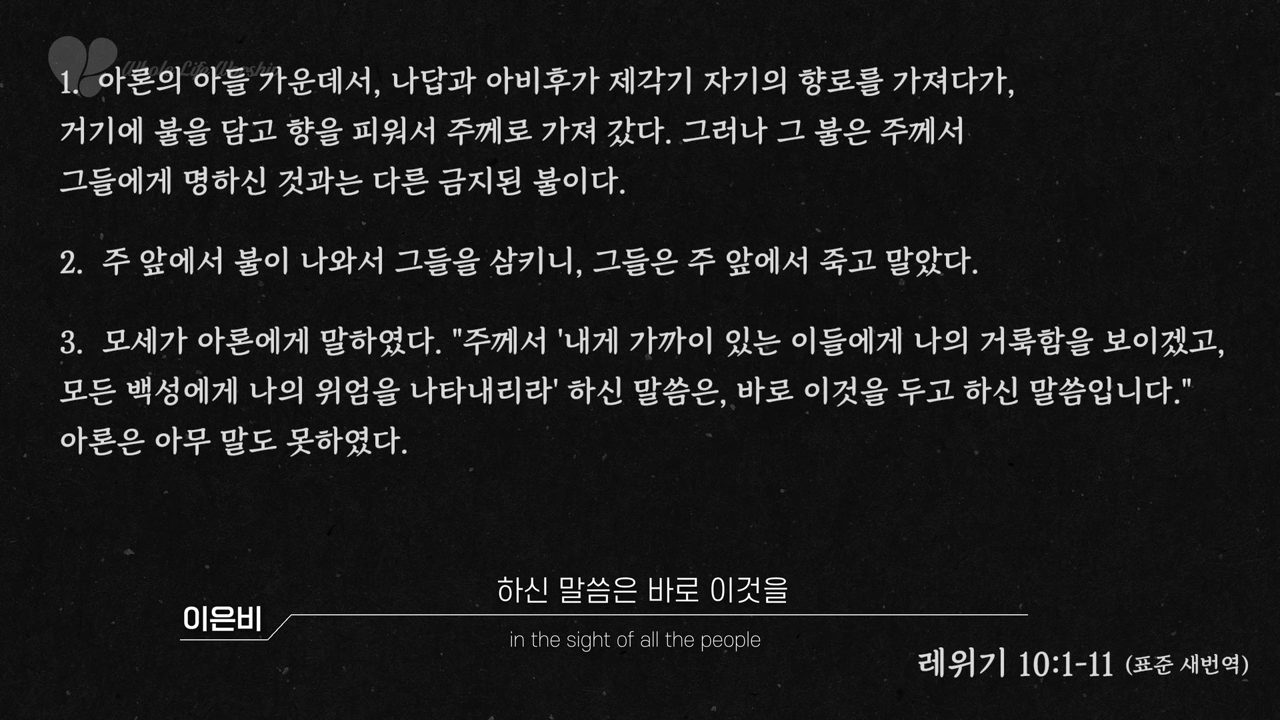 Whole Life Worship
1. 아론의 아들 가운데서, 나답과 아비후가 제각기 자기의 향로를 가져다가,
거기에 불을 담고 향을 피워서 주께로 가져 갔다. 그러나 그 불은 주께서
그들에게 명하신 것과는 다른 금지된 불이다.
2. 주 앞에서 불이 나와서 그들을 삼키니, 그들은 주 앞에서 죽고 말았다.
3. 모세가 아론에게 말하였다. "주께서 '내게 가까이 있는 이들에게 나의 거룩함을 보이겠고,
모든 백성에게 나의 위엄을 나타내리라' 하신 말씀은, 바로 이것을 두고 하신 말씀입니다."
아론은 아무 말도 못하였다.
하신 말씀은 바로 이것을
이은비
in the sight of all the people
레위기 10:1-11 (표준 새번역)